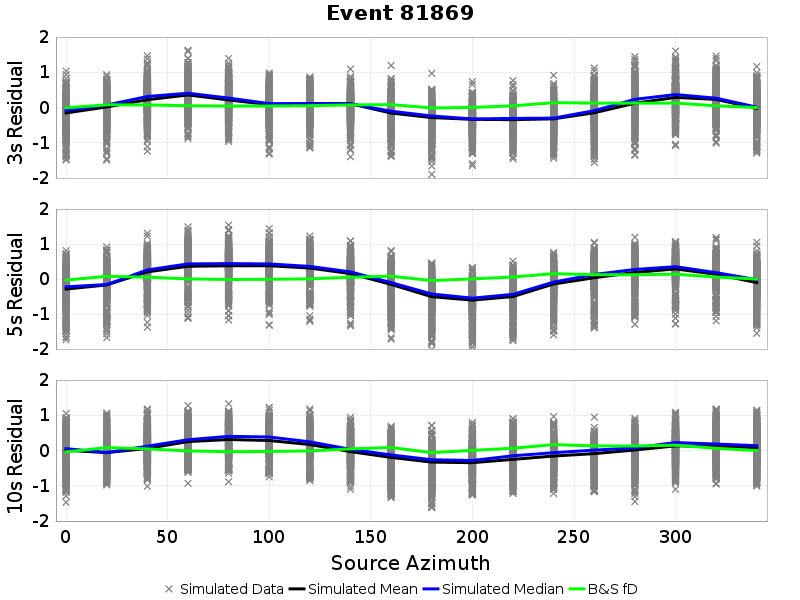 Event 81869
3s Residual
2
1
0
-1
-2
5s Residual
2
1
0
-1
-2
10s Residual
2
1
0
-1
-2
0 50 100 150 200 250 300
Source Azimuth
Simulated Data Simulated Mean Simulated Median B&S fD